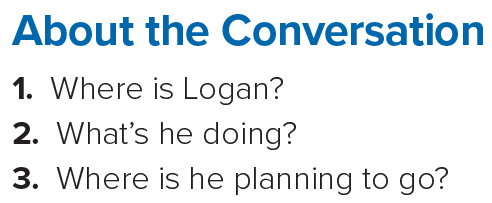 About the Conversation
1. Where is Logan?
2. What’s he doing?
3. Where is he planning to go?